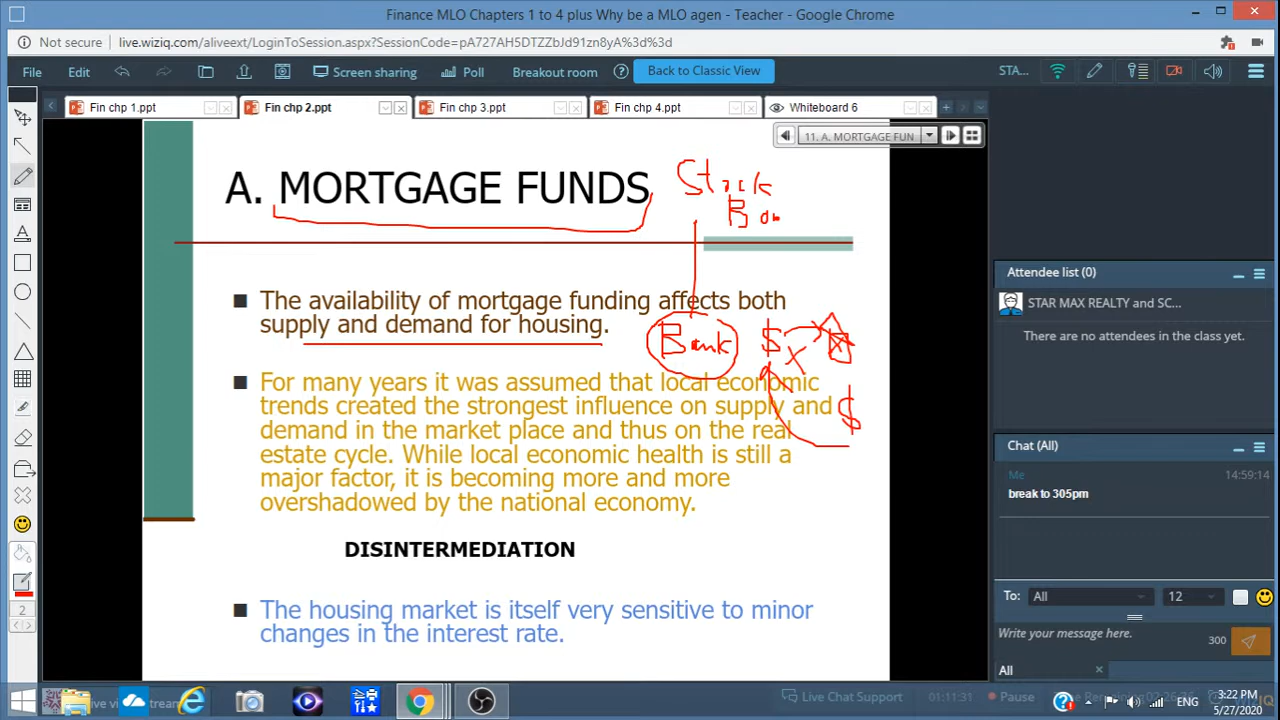 Finance MLO Chapters 1 to 4 plus Why be a MLO agen - Teacher - Google Chrome
Not secure | live.wiziq.com/aliveext/LoginToSession.aspx?SessionCode=pA727AH5DTZZbJd91zn8yA%3d%3d
File Edit Screen sharing Poll Breakout room ? Back to Classic View STA...
Fin chp 1.ppt Fin chp 2.ppt Fin chp 3.ppt Fin chp 4.ppt Whiteboard 6
11. A. MORTGAGE FUN
A. MORTGAGE FUNDS Stock
Bon
The availability of mortgage funding affects both
supply and demand for housing.
Bank $
For many years it was assumed that local economic
trends created the strongest influence on supply and
demand in the market place and thus on the real
estate cycle. While local economic health is still a
major factor, it is becoming more and more
overshadowed by the national economy.
$
DISINTERMEDIATION
The housing market is itself very sensitive to minor
changes in the interest rate.
2
Attendee list (0)
STAR MAX REALTY and SC...
There are no attendees in the class yet.
Chat (All)
Me 14:59:14
break to 305pm
To: All 12
Write your message here. 300
All
Live Chat Support 01:11:31 Pause
ENG 3:22 PM
5/27/2020